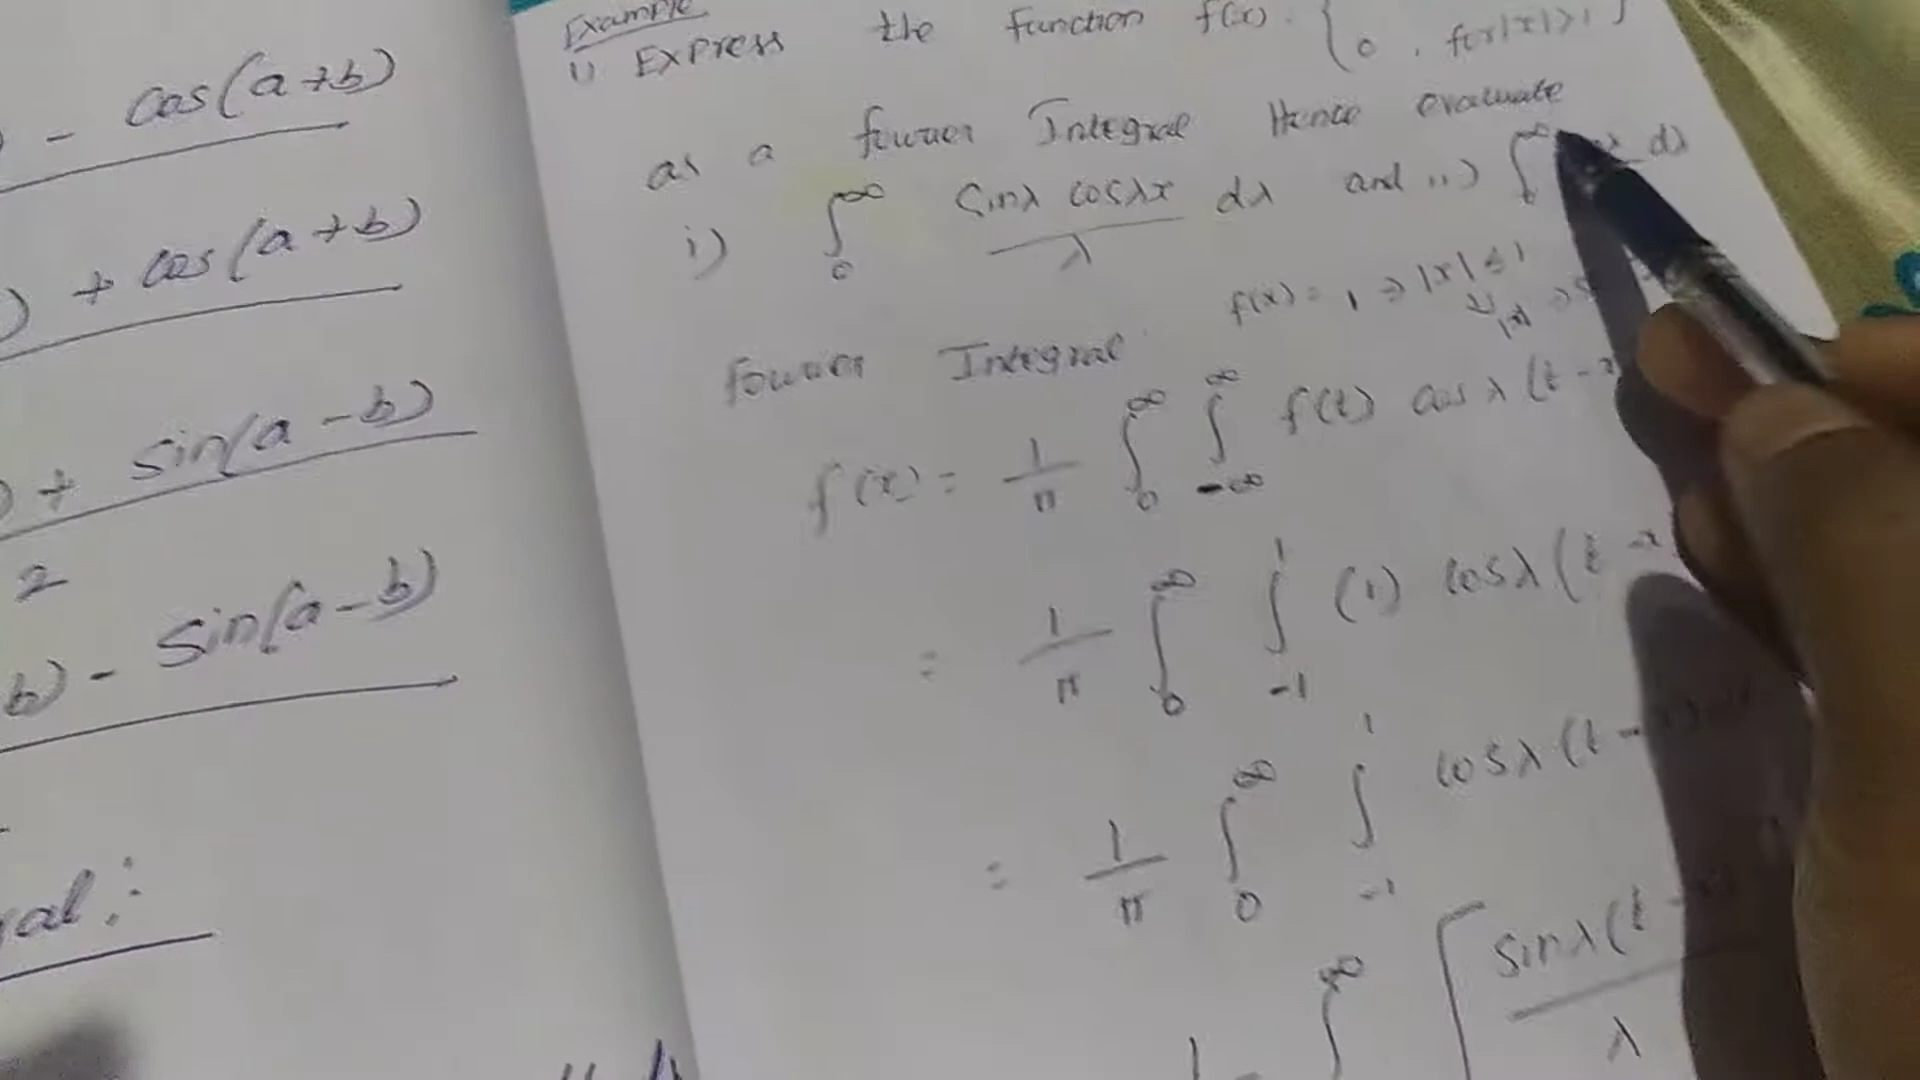 - cos(a+b)
+ cos(a+b)
) + sin(a-b)
2
b) - sin(a-b)
al:
Example
1) Express the function f(x) = { 0 , for |x| > 1 }
as a fourier Integral Hence evaluate
i) ∫₀^∞ sinλ cosλx / λ dλ and ii) ∫₀^∞ dλ
f(x) = 1 → |x| ≤ 1
|x|
fourier Integral
f(x) = 1/π ∫₀^∞ ∫_{-∞}^∞ f(t) cos λ (t -
= 1/π ∫₀^∞ ∫_{-1}^1 (1) cosλ (t - x
= 1/π ∫₀^∞ ∫_{-1}^1 cosλ (t -
∫^∞ [ sinλ(t - / λ